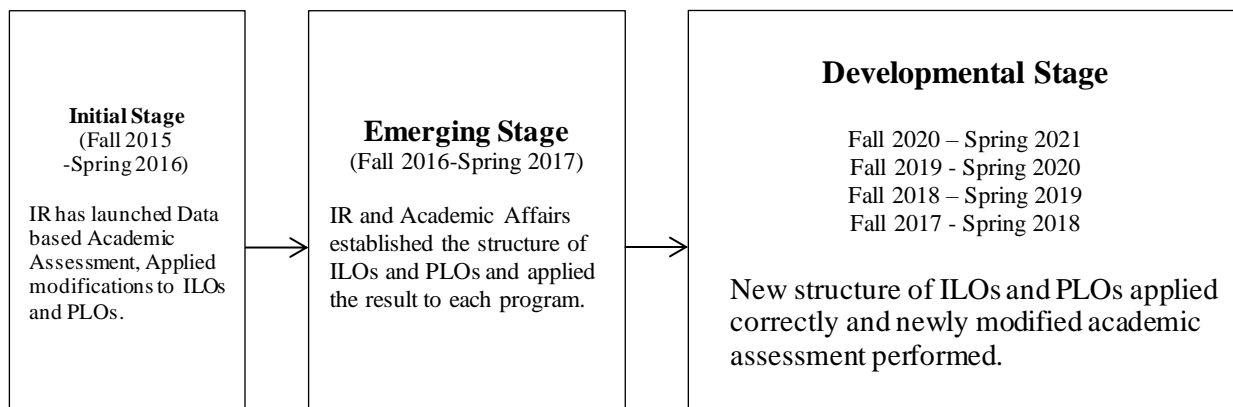 Initial Stage
(Fall 2015
-Spring 2016)
IR has launched Data
based Academic
Assessment, Applied
modifications to ILOs
and PLOs.
Emerging Stage
(Fall 2016-Spring 2017)
IR and Academic Affairs
established the structure of
ILOs and PLOs and applied
the result to each program.
Developmental Stage
Fall 2020 – Spring 2021
Fall 2019 - Spring 2020
Fall 2018 – Spring 2019
Fall 2017 - Spring 2018
New structure of ILOs and PLOs applied
correctly and newly modified academic
assessment performed.